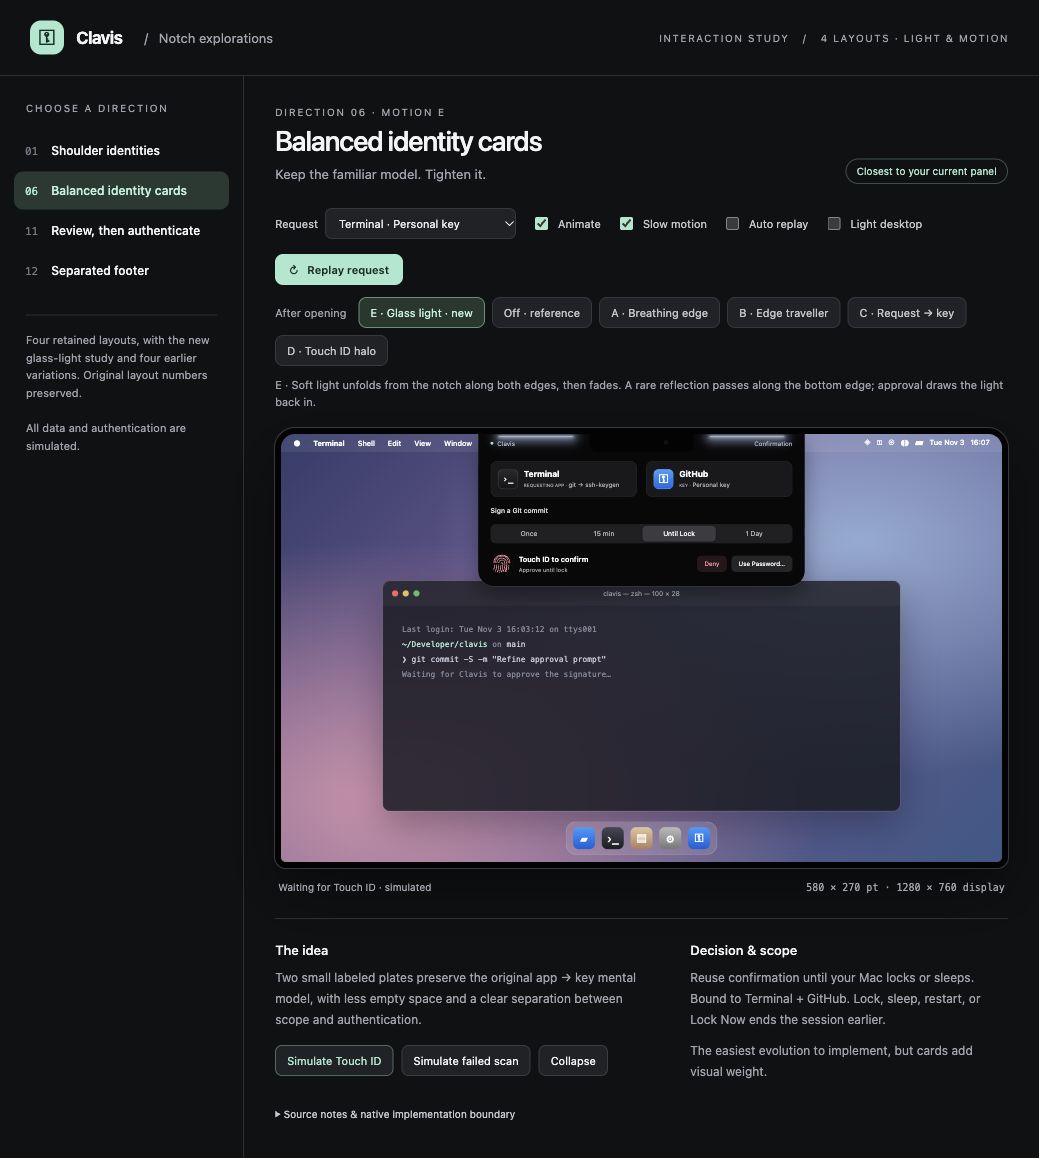 Clavis / Notch explorations
INTERACTION STUDY / 4 LAYOUTS · LIGHT & MOTION
CHOOSE A DIRECTION
01 Shoulder identities
06 Balanced identity cards
11 Review, then authenticate
12 Separated footer
Four retained layouts, with the new
glass-light study and four earlier
variations. Original layout numbers
preserved.
All data and authentication are
simulated.
DIRECTION 06 · MOTION E
Balanced identity cards
Keep the familiar model. Tighten it.
Closest to your current panel
Request Terminal · Personal key Animate Slow motion Auto replay Light desktop
↻ Replay request
After opening E · Glass light · new Off · reference A · Breathing edge B · Edge traveller C · Request → key
D · Touch ID halo
E · Soft light unfolds from the notch along both edges, then fades. A rare reflection passes along the bottom edge; approval draws the light
back in.
Terminal Shell Edit View Window
Clavis
Confirmation
Tue Nov 3 16:07
Terminal
REQUESTING APP · git → ssh-keygen
GitHub
KEY · Personal key
Sign a Git commit
Once 15 min Until Lock 1 Day
Touch ID to confirm
Approve until lock
Deny Use Password...
clavis — zsh — 100 × 28
Last login: Tue Nov 3 16:03:12 on ttys001
~/Developer/clavis on main
❯ git commit -S -m "Refine approval prompt"
Waiting for Clavis to approve the signature…
Waiting for Touch ID · simulated
580 × 270 pt · 1280 × 760 display
The idea
Two small labeled plates preserve the original app → key mental
model, with less empty space and a clear separation between
scope and authentication.
Simulate Touch ID Simulate failed scan Collapse
Decision & scope
Reuse confirmation until your Mac locks or sleeps.
Bound to Terminal + GitHub. Lock, sleep, restart, or
Lock Now ends the session earlier.
The easiest evolution to implement, but cards add
visual weight.
Source notes & native implementation boundary